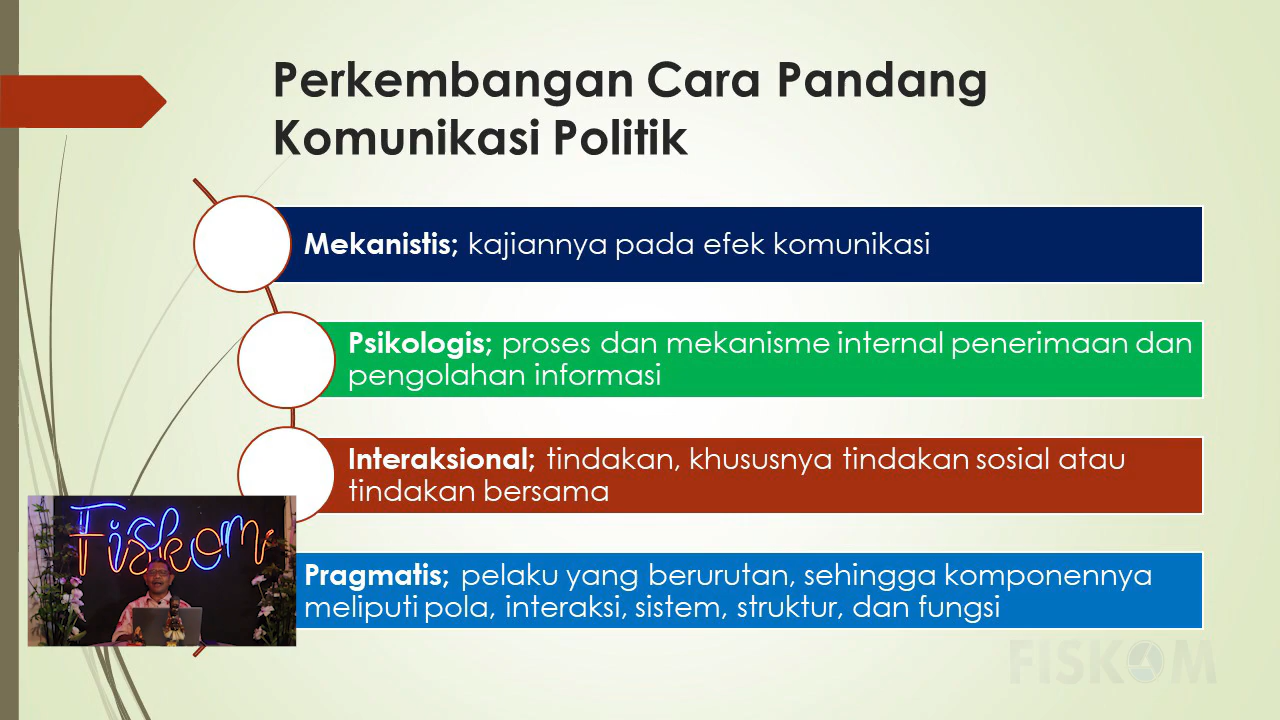 Perkembangan Cara Pandang
Komunikasi Politik
Mekanistis; kajiannya pada efek komunikasi
Psikologis; proses dan mekanisme internal penerimaan dan
pengolahan informasi
Interaksional; tindakan, khususnya tindakan sosial atau
tindakan bersama
Pragmatis; pelaku yang berurutan, sehingga komponennya
meliputi pola, interaksi, sistem, struktur, dan fungsi
Fiskom
FISKOM